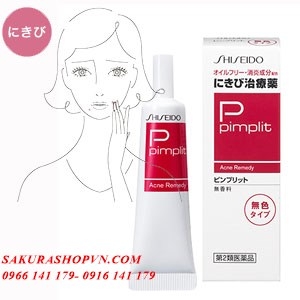 にきび
SHISEIDO
オイルフリー・消炎成分配合
にきび治療薬
P
pimplit
Acne Remedy
ピンプリット
無香料
無色
タイプ
第2類医薬品
SHISEIDO
P
pimplit
Acne Remedy
SAKURASHOPVN.COM
0966 141 179- 0916 141 179